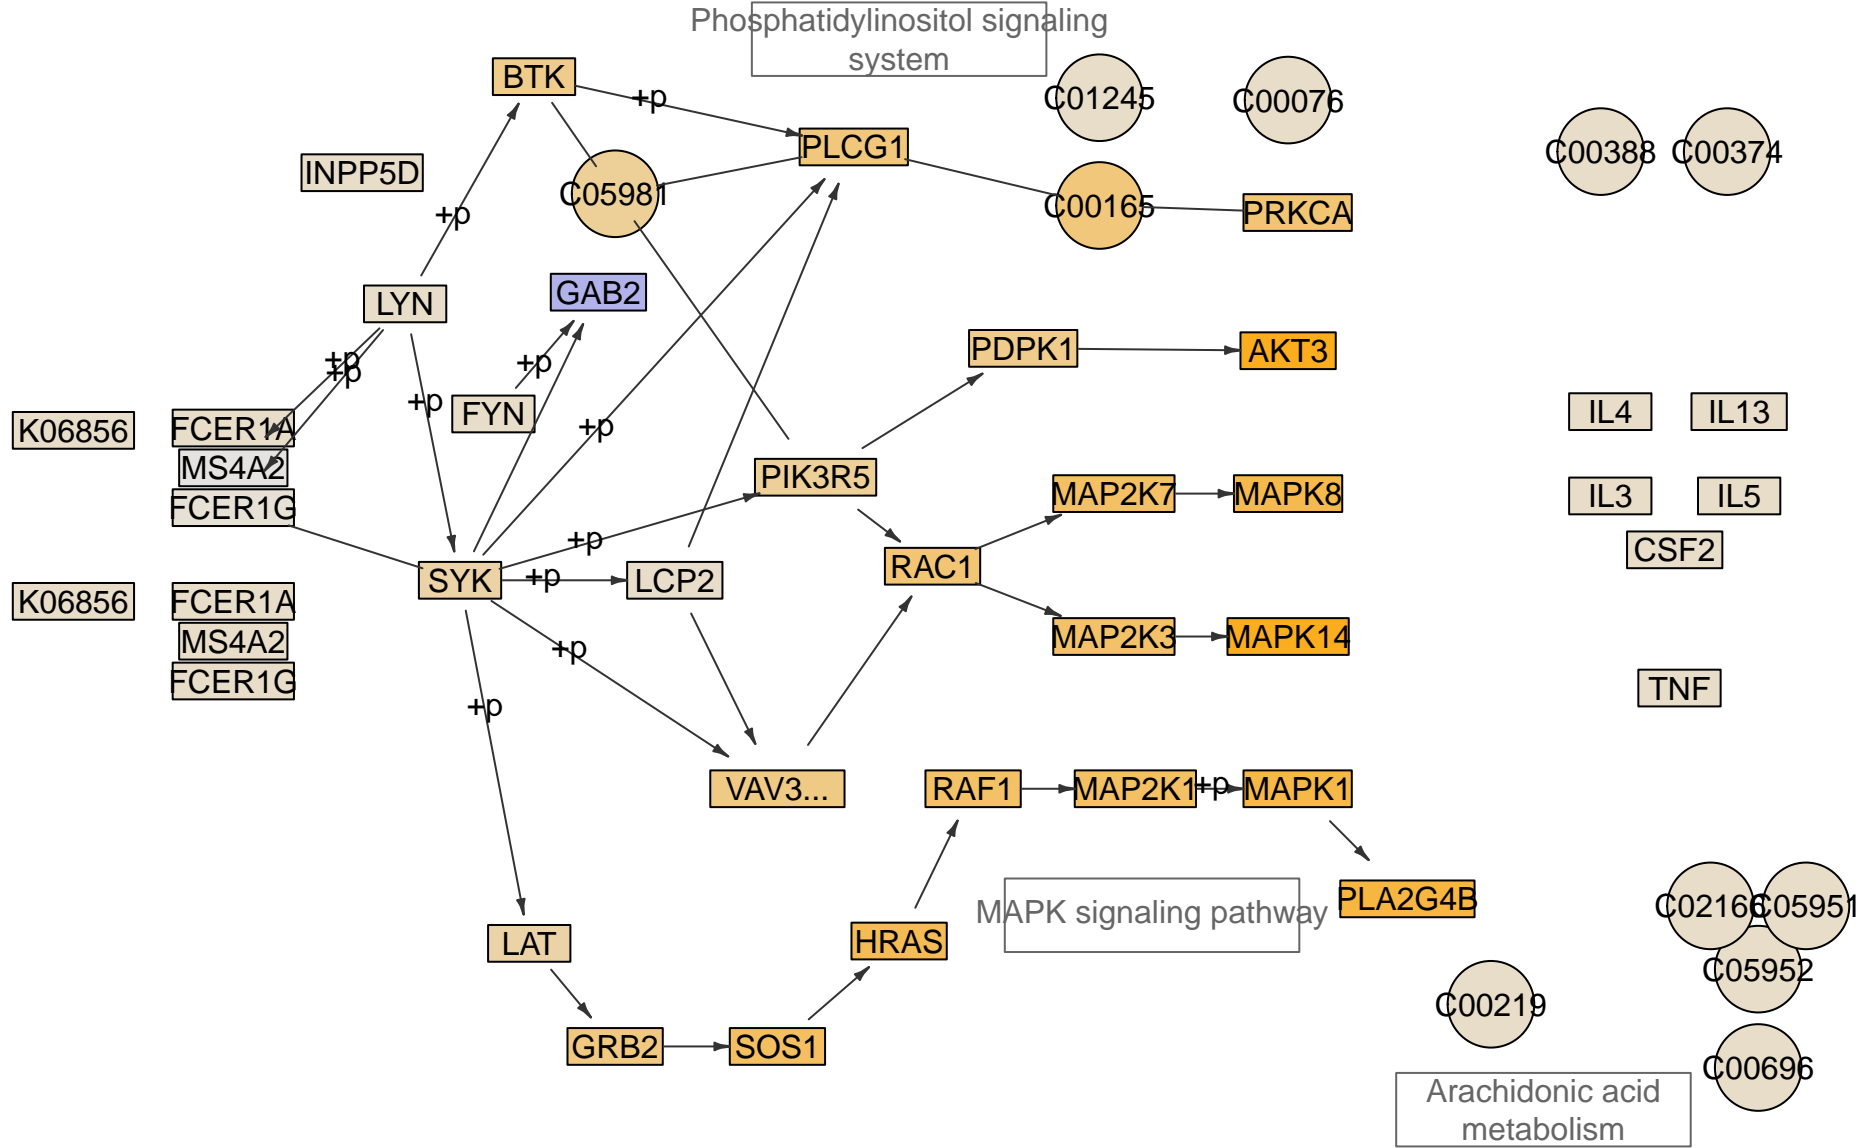 Phosphatidylinositol signaling
system
BTK
+p
C01245
C00076
PLCG1
C00388
C00374
INPP5D
C05981
C00165
PRKCA
+p
LYN
GAB2
PDPK1
AKT3
+p
+p
+p
+p
FYN
+p
IL4
IL13
K06856
FCER1A
MS4A2
FCER1G
PIK3R5
MAP2K7
MAPK8
IL3
IL5
+p
CSF2
SYK
+p
LCP2
RAC1
K06856
FCER1A
MS4A2
FCER1G
+p
MAP2K3
MAPK14
TNF
+p
VAV3...
RAF1
MAP2K1
+p
MAPK1
MAPK signaling pathway
PLA2G4B
C02166
C05951
LAT
HRAS
C05952
C00219
GRB2
SOS1
C00696
Arachidonic acid
metabolism